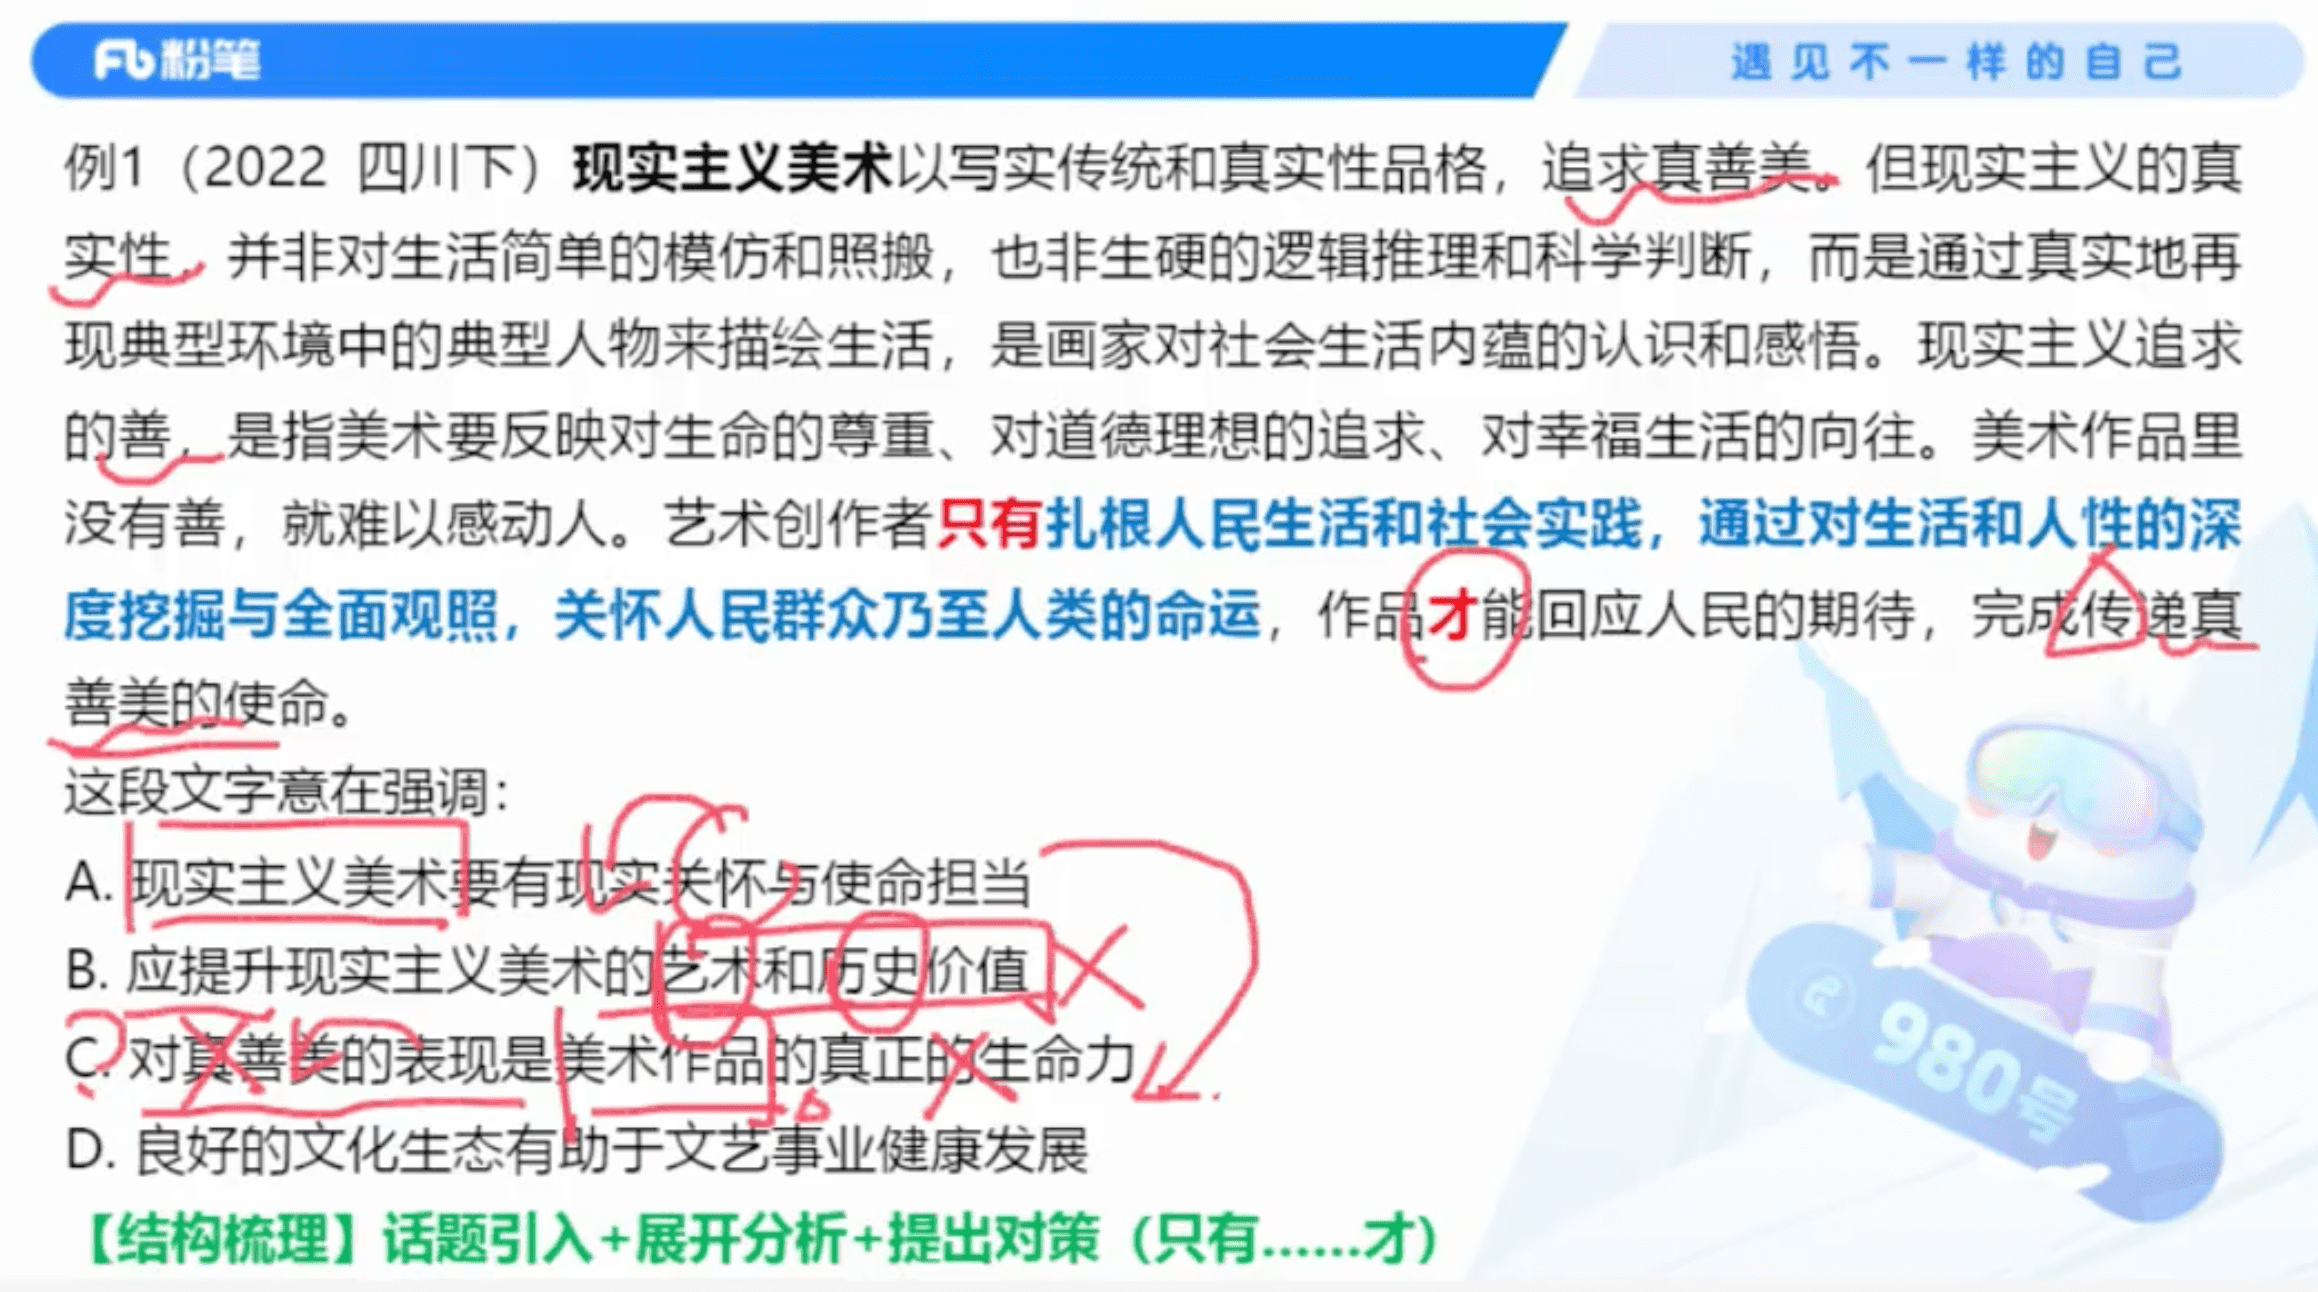 粉笔
遇见不一样的自己
例1（2022 四川下）现实主义美术以写实传统和真实性品格，追求真善美。但现实主义的真
实性，并非对生活简单的模仿和照搬，也非生硬的逻辑推理和科学判断，而是通过真实地再
现典型环境中的典型人物来描绘生活，是画家对社会生活内蕴的认识和感悟。现实主义追求
的善，是指美术要反映对生命的尊重、对道德理想的追求、对幸福生活的向往。美术作品里
没有善，就难以感动人。艺术创作者只有扎根人民生活和社会实践，通过对生活和人性的深
度挖掘与全面观照，关怀人民群众乃至人类的命运，作品才能回应人民的期待，完成传递真
善美的使命。
这段文字意在强调：
A. 现实主义美术要有现实关怀与使命担当
B. 应提升现实主义美术的艺术和历史价值
C. 对真善美的表现是美术作品的真正的生命力
D. 良好的文化生态有助于文艺事业健康发展
【结构梳理】话题引入+展开分析+提出对策（只有……才）
980号